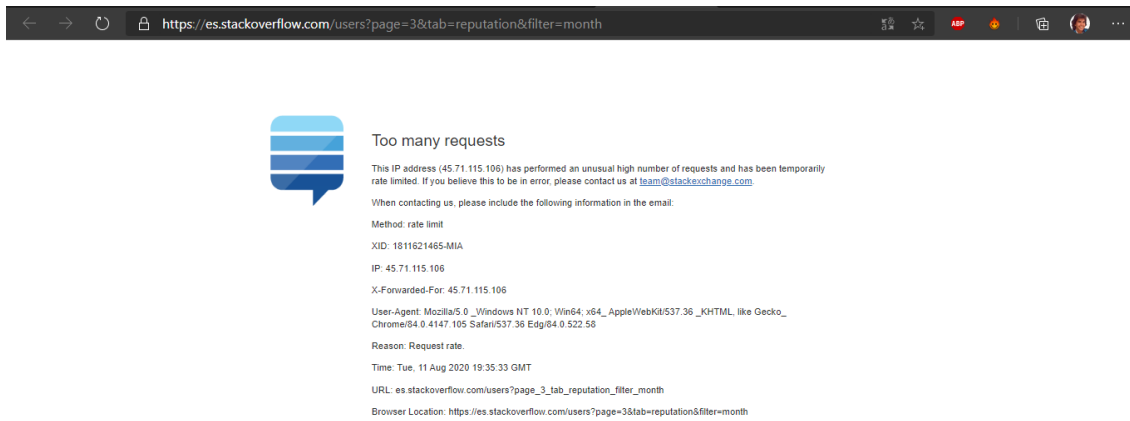 https://es.stackoverflow.com/users?page=3&tab=reputation&filter=month
ABP
Too many requests
This IP address (45.71.115.106) has performed an unusual high number of requests and has been temporarily
rate limited. If you believe this to be in error, please contact us at team@stackexchange.com.
When contacting us, please include the following information in the email:
Method: rate limit
XID: 1811621465-MIA
IP: 45.71.115.106
X-Forwarded-For: 45.71.115.106
User-Agent: Mozilla/5.0 _Windows NT 10.0; Win64; x64_ AppleWebKit/537.36 _KHTML, like Gecko_
Chrome/84.0.4147.105 Safari/537.36 Edg/84.0.522.58
Reason: Request rate.
Time: Tue, 11 Aug 2020 19:35:33 GMT
URL: es.stackoverflow.com/users?page_3_tab_reputation_filter_month
Browser Location: https://es.stackoverflow.com/users?page=3&tab=reputation&filter=month